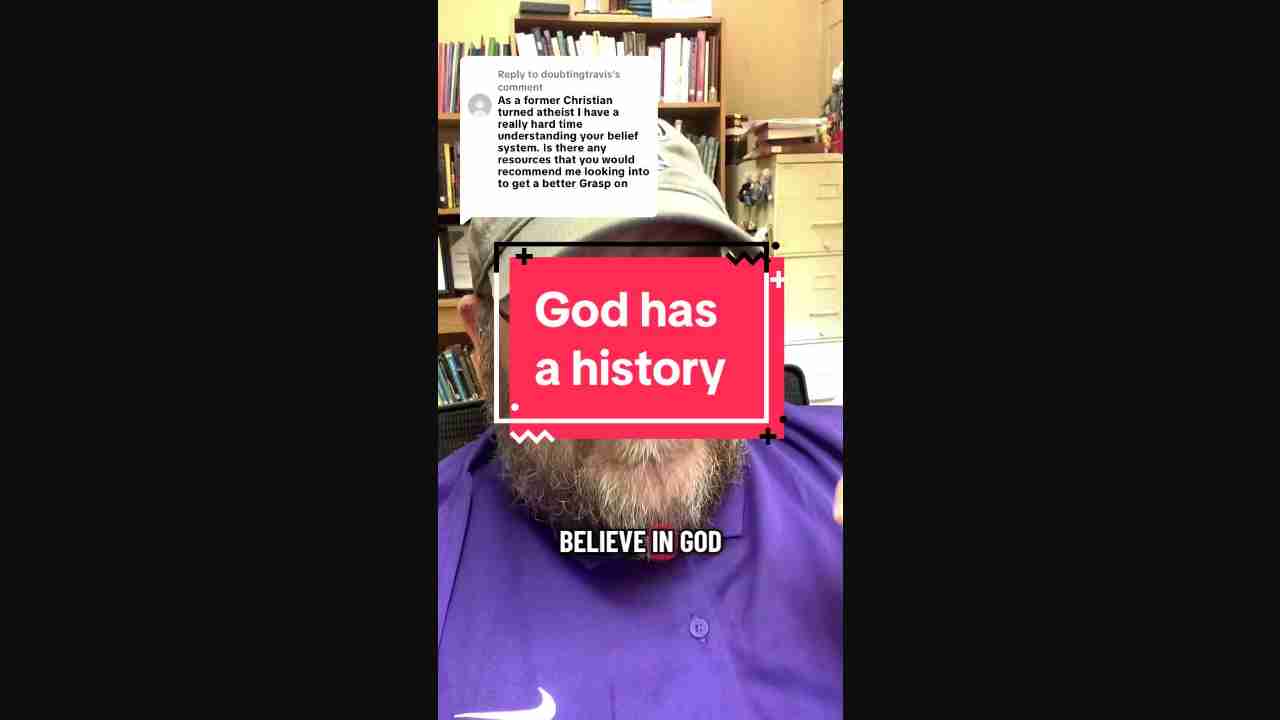 Reply to doubtingtravis's
comment
As a former Christian
turned atheist I have a
really hard time
understanding your belief
system. Is there any
resources that you would
recommend me looking into
to get a better Grasp on
God has
a history
BELIEVE IN GOD